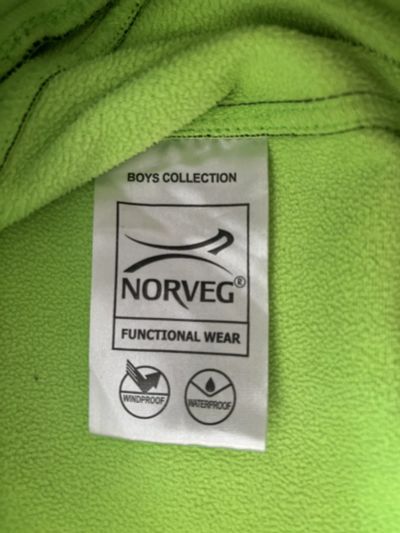 BOYS COLLECTION
NORVEG®
FUNCTIONAL WEAR
WINDPROOF
WATERPROOF